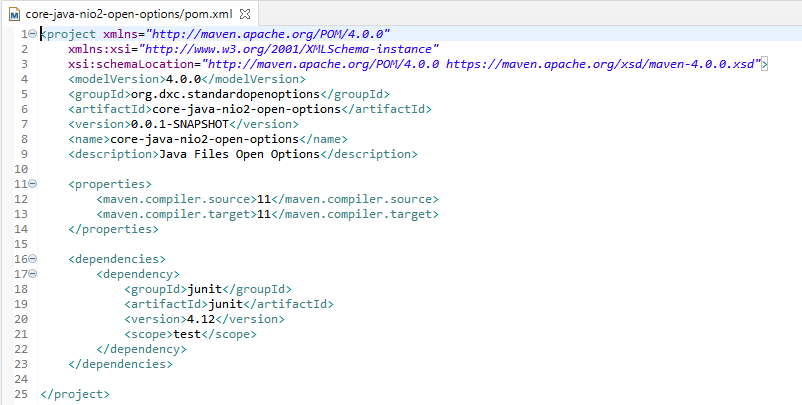 core-java-nio2-open-options/pom.xml
1 <project xmlns="http://maven.apache.org/POM/4.0.0"
2     xmlns:xsi="http://www.w3.org/2001/XMLSchema-instance"
3     xsi:schemaLocation="http://maven.apache.org/POM/4.0.0 https://maven.apache.org/xsd/maven-4.0.0.xsd">
4     <modelVersion>4.0.0</modelVersion>
5     <groupId>org.dxc.standardopenoptions</groupId>
6     <artifactId>core-java-nio2-open-options</artifactId>
7     <version>0.0.1-SNAPSHOT</version>
8     <name>core-java-nio2-open-options</name>
9     <description>Java Files Open Options</description>
10
11     <properties>
12         <maven.compiler.source>11</maven.compiler.source>
13         <maven.compiler.target>11</maven.compiler.target>
14     </properties>
15
16     <dependencies>
17         <dependency>
18             <groupId>junit</groupId>
19             <artifactId>junit</artifactId>
20             <version>4.12</version>
21             <scope>test</scope>
22         </dependency>
23     </dependencies>
24
25 </project>